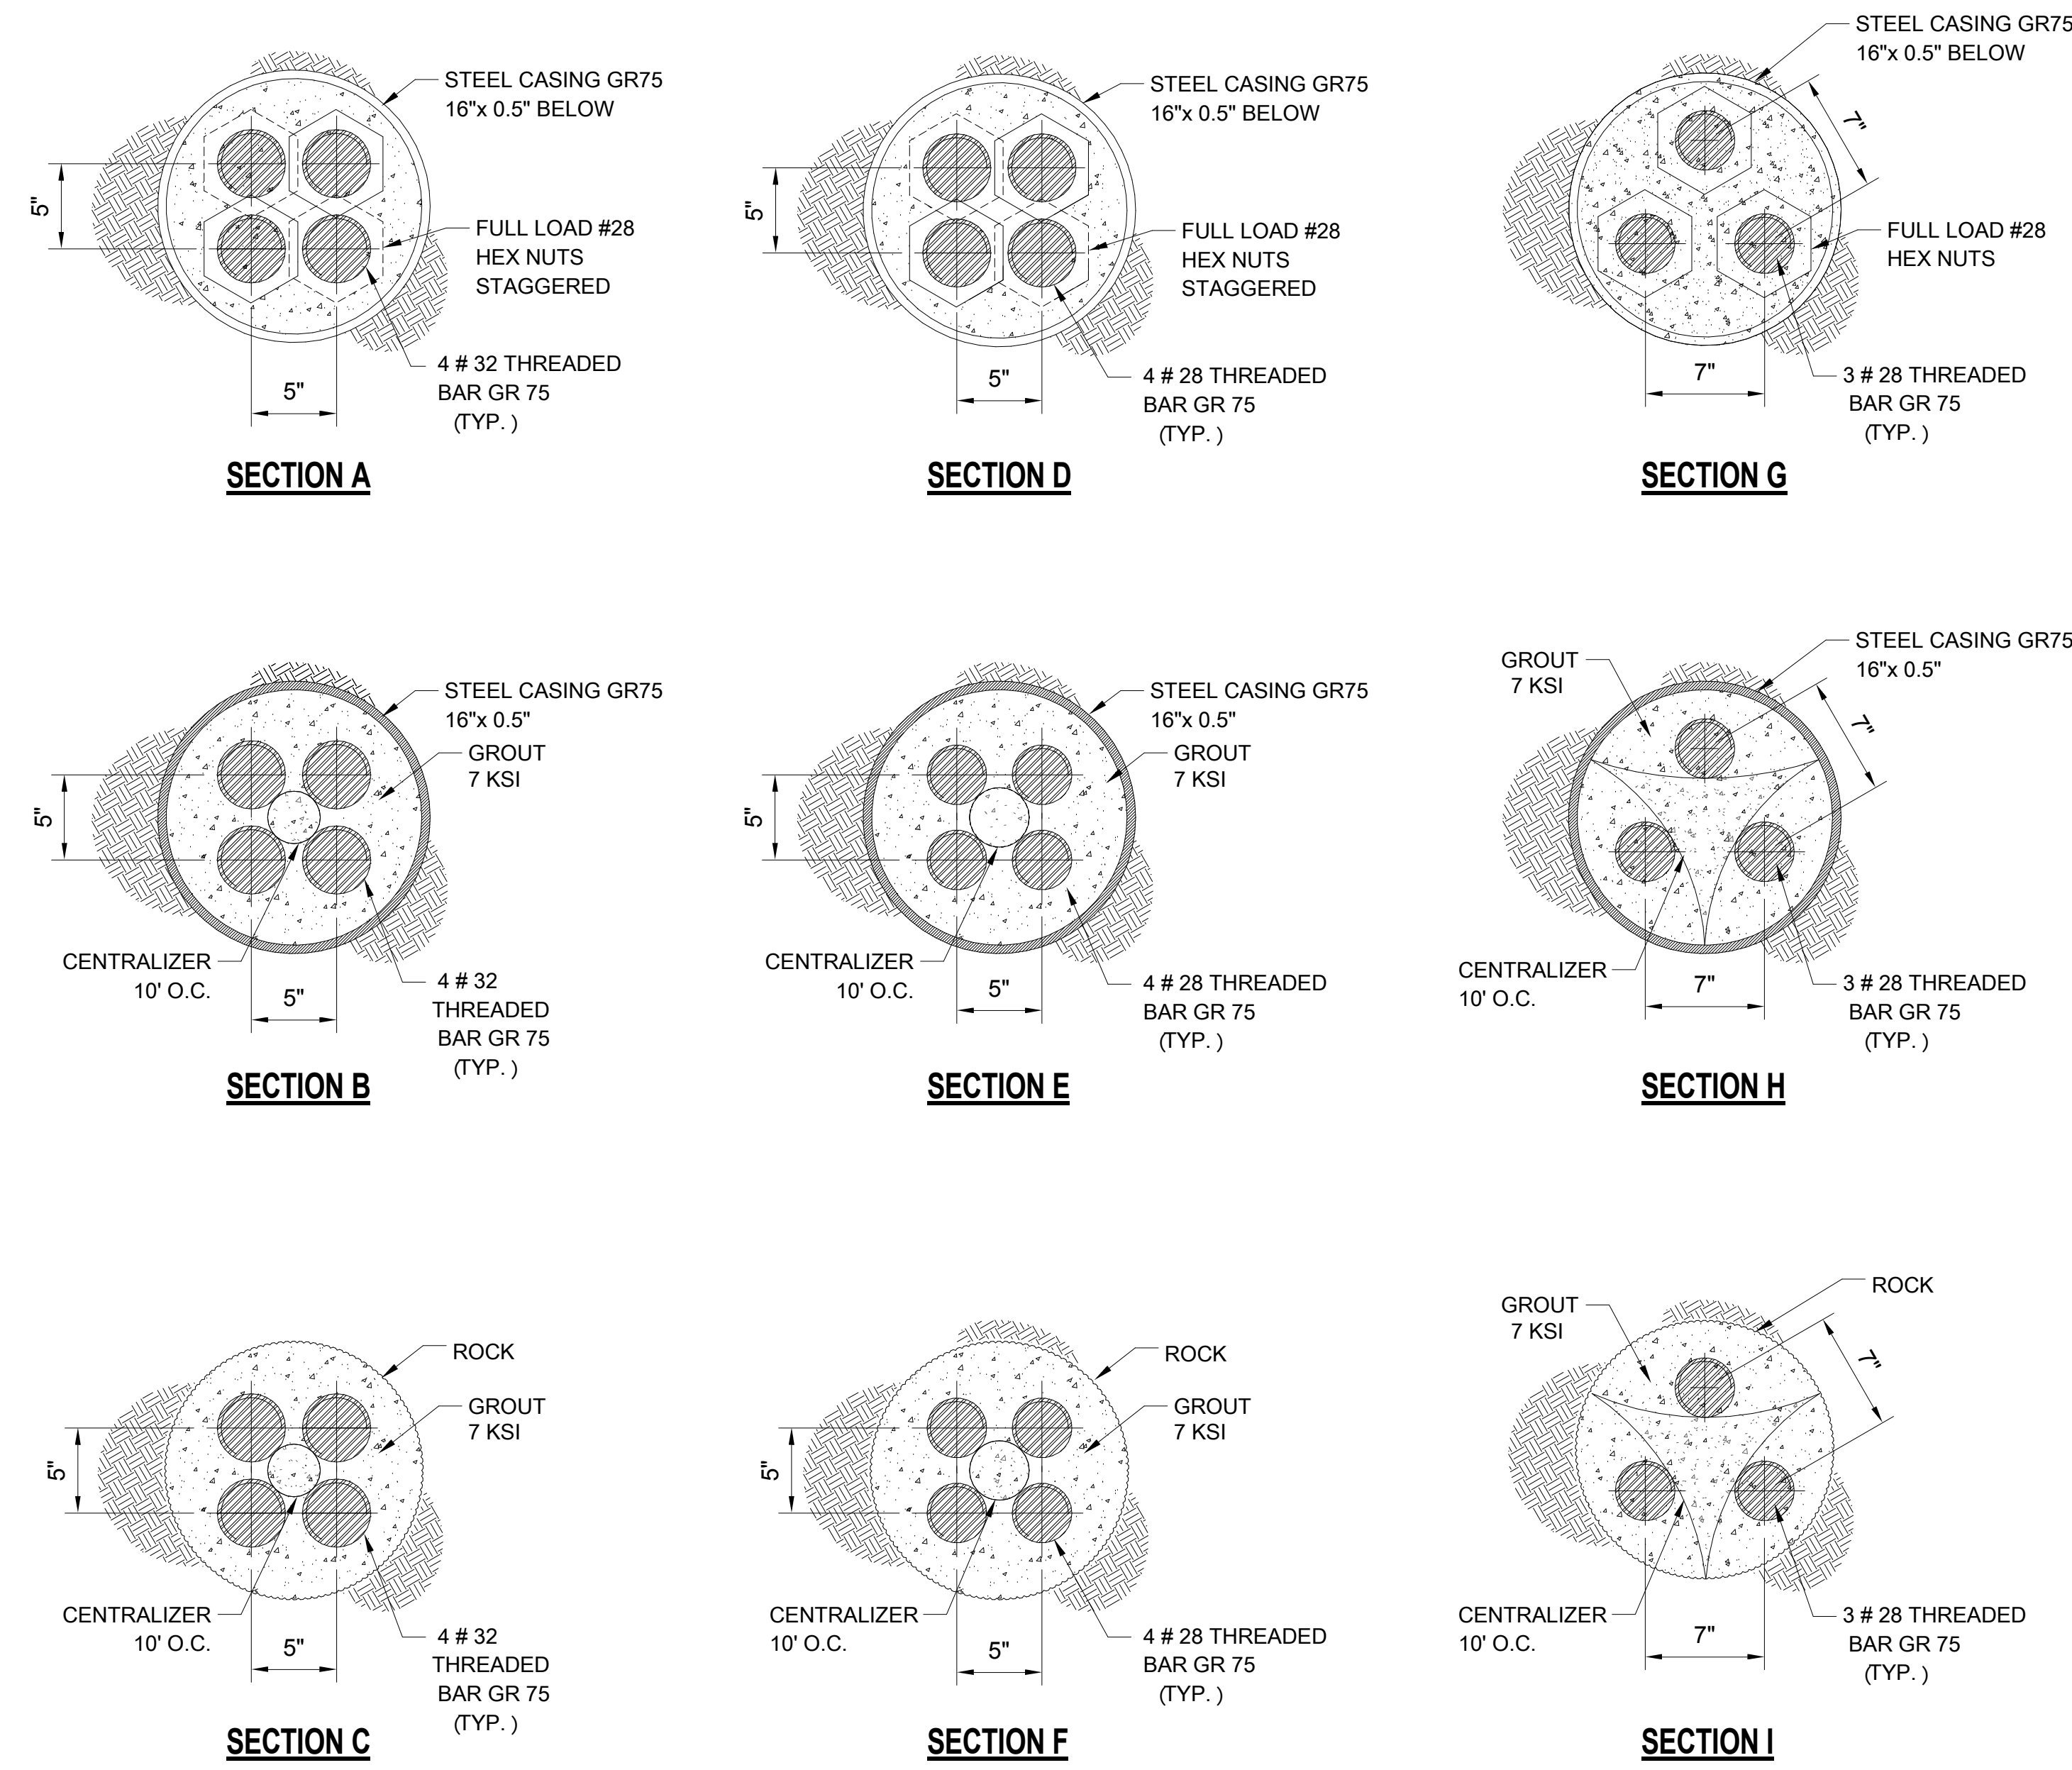 STEEL CASING GR75
16"x 0.5" BELOW
5"
FULL LOAD #28
HEX NUTS
STAGGERED
4 # 32 THREADED
BAR GR 75
(TYP. )
5"
SECTION A
STEEL CASING GR75
16"x 0.5" BELOW
5"
FULL LOAD #28
HEX NUTS
STAGGERED
4 # 28 THREADED
BAR GR 75
(TYP. )
5"
SECTION D
STEEL CASING GR75
16"x 0.5" BELOW
7"
FULL LOAD #28
HEX NUTS
3 # 28 THREADED
BAR GR 75
(TYP. )
7"
SECTION G
STEEL CASING GR75
16"x 0.5"
GROUT
7 KSI
5"
CENTRALIZER
10' O.C.
5"
4 # 32
THREADED
BAR GR 75
(TYP. )
SECTION B
STEEL CASING GR75
16"x 0.5"
GROUT
7 KSI
5"
CENTRALIZER
10' O.C.
5"
4 # 28 THREADED
BAR GR 75
(TYP. )
SECTION E
GROUT
7 KSI
STEEL CASING GR75
16"x 0.5"
7"
CENTRALIZER
10' O.C.
7"
3 # 28 THREADED
BAR GR 75
(TYP. )
SECTION H
ROCK
GROUT
7 KSI
5"
CENTRALIZER
10' O.C.
5"
4 # 32
THREADED
BAR GR 75
(TYP. )
SECTION C
ROCK
GROUT
7 KSI
5"
CENTRALIZER
10' O.C.
5"
4 # 28 THREADED
BAR GR 75
(TYP. )
SECTION F
GROUT
7 KSI
ROCK
7"
CENTRALIZER
10' O.C.
7"
3 # 28 THREADED
BAR GR 75
(TYP. )
SECTION I